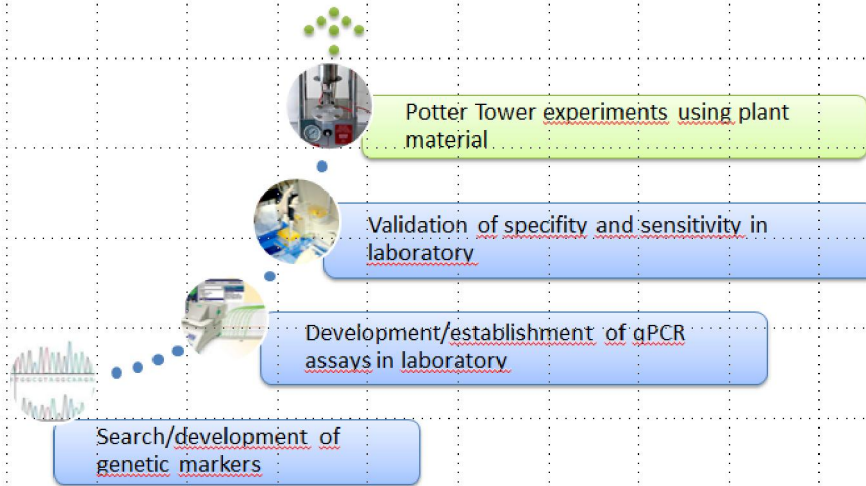 Potter Tower experiments using plant
material
Validation of specifity and sensitivity in
laboratory
Development/establishment of qPCR
assays in laboratory
Search/development of
genetic markers